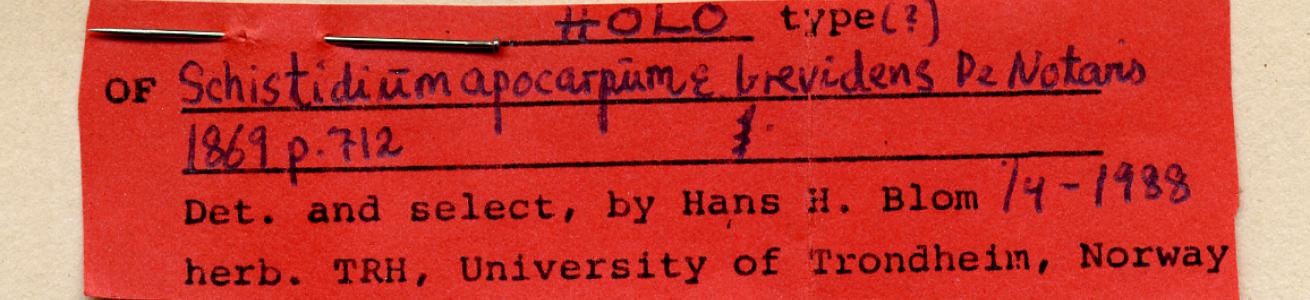 HOLO type(?)
OF Schistidium apocarpum ε brevidens De Notaris
1869 p. 712
Det. and select, by Hans H. Blom /4-1988
herb. TRH, University of Trondheim, Norway